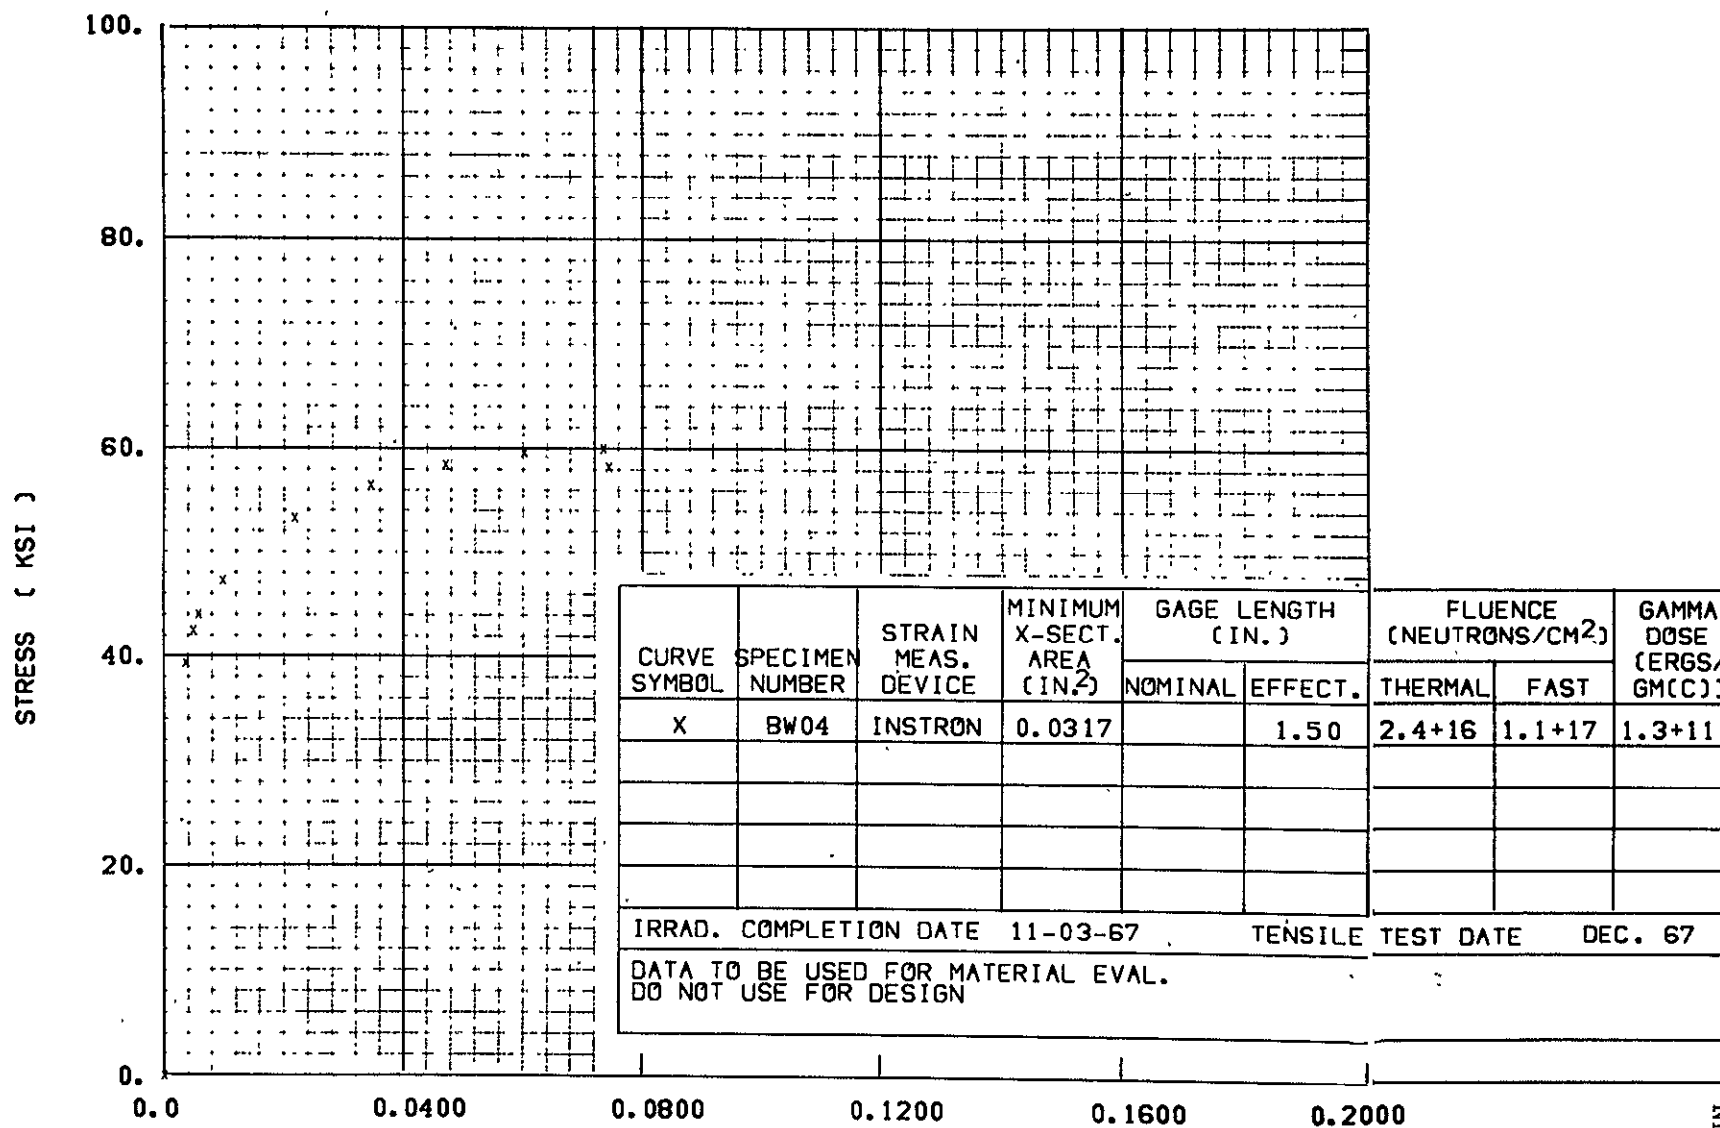 100.
80.
60.
40.
20.
0.
STRESS ( KSI )
0.0 0.0400 0.0800 0.1200 0.1600 0.2000
CURVE SYMBOL
SPECIMEN NUMBER
STRAIN MEAS. DEVICE
MINIMUM X-SECT. AREA (IN.2)
GAGE LENGTH (IN.)
NOMINAL EFFECT.
FLUENCE (NEUTRONS/CM2)
THERMAL FAST
GAMMA DOSE (ERGS/ GM(C))
X BW04 INSTRON 0.0317 1.50 2.4+16 1.1+17 1.3+11
IRRAD. COMPLETION DATE 11-03-67 TENSILE TEST DATE DEC. 67
DATA TO BE USED FOR MATERIAL EVAL.
DO NOT USE FOR DESIGN